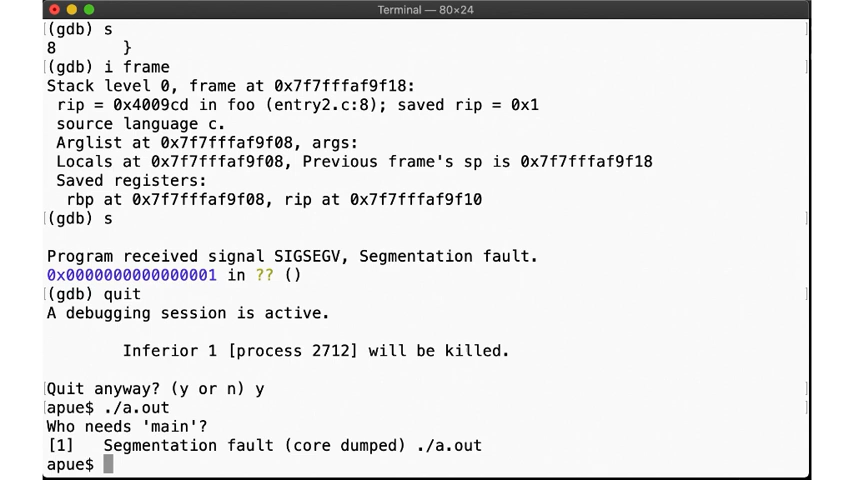 Terminal — 80×24
(gdb) s
8       }
(gdb) i frame
Stack level 0, frame at 0x7f7fffaf9f18:
 rip = 0x4009cd in foo (entry2.c:8); saved rip = 0x1
 source language c.
 Arglist at 0x7f7fffaf9f08, args:
 Locals at 0x7f7fffaf9f08, Previous frame's sp is 0x7f7fffaf9f18
 Saved registers:
  rbp at 0x7f7fffaf9f08, rip at 0x7f7fffaf9f10
(gdb) s
Program received signal SIGSEGV, Segmentation fault.
0x0000000000000001 in ?? ()
(gdb) quit
A debugging session is active.
        Inferior 1 [process 2712] will be killed.
Quit anyway? (y or n) y
apue$ ./a.out
Who needs 'main'?
[1]   Segmentation fault (core dumped) ./a.out
apue$